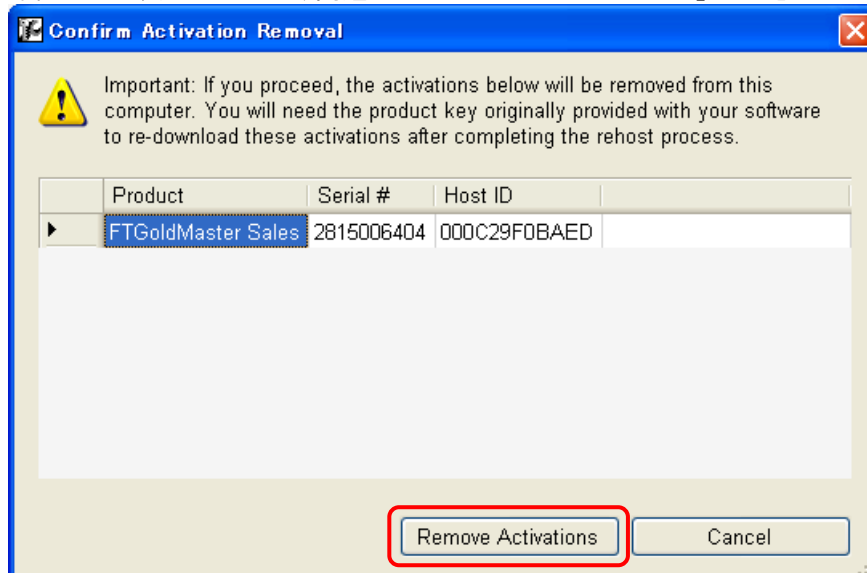 Confirm Activation Removal
Important: If you proceed, the activations below will be removed from this
computer. You will need the product key originally provided with your software
to re-download these activations after completing the rehost process.
Product Serial # Host ID
FTGoldMaster Sales 2815006404 000C29F0BAED
Remove Activations Cancel